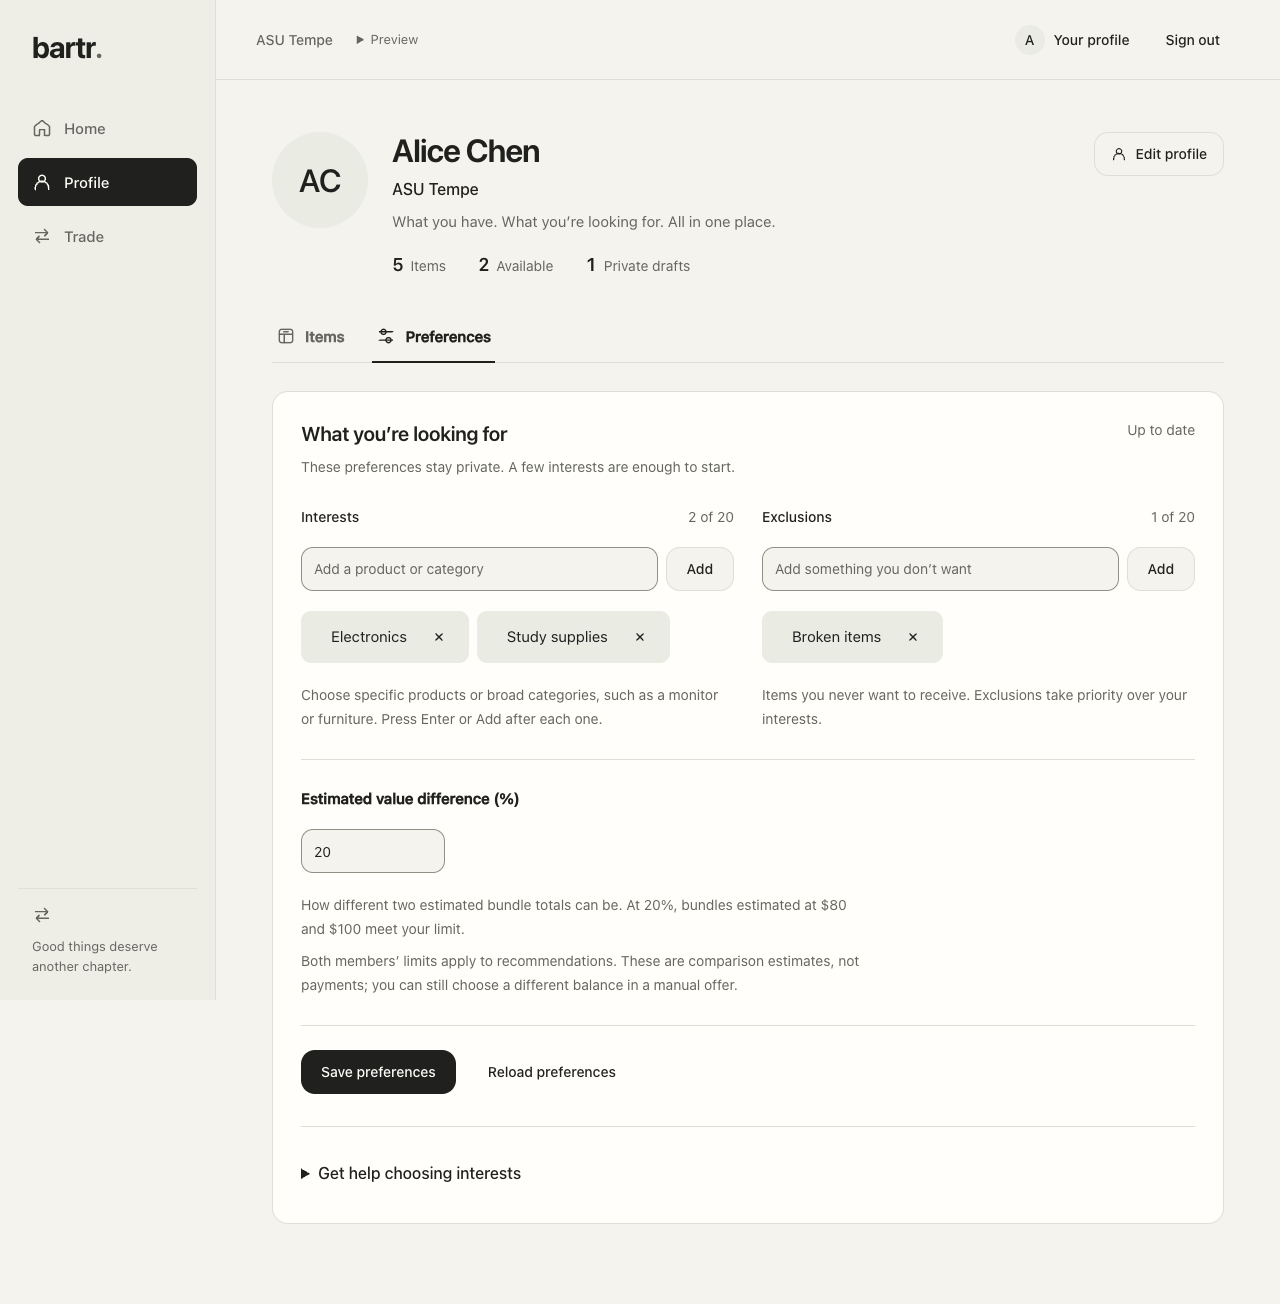 bartr.
Home
Profile
Trade
Good things deserve
another chapter.
ASU Tempe
Preview
A
Your profile
Sign out
AC
Alice Chen
ASU Tempe
What you have. What you’re looking for. All in one place.
5 Items
2 Available
1 Private drafts
Edit profile
Items
Preferences
What you’re looking for
Up to date
These preferences stay private. A few interests are enough to start.
Interests
2 of 20
Add a product or category
Add
Electronics ×
Study supplies ×
Choose specific products or broad categories, such as a monitor
or furniture. Press Enter or Add after each one.
Exclusions
1 of 20
Add something you don’t want
Add
Broken items ×
Items you never want to receive. Exclusions take priority over your
interests.
Estimated value difference (%)
20
How different two estimated bundle totals can be. At 20%, bundles estimated at $80
and $100 meet your limit.
Both members’ limits apply to recommendations. These are comparison estimates, not
payments; you can still choose a different balance in a manual offer.
Save preferences
Reload preferences
Get help choosing interests